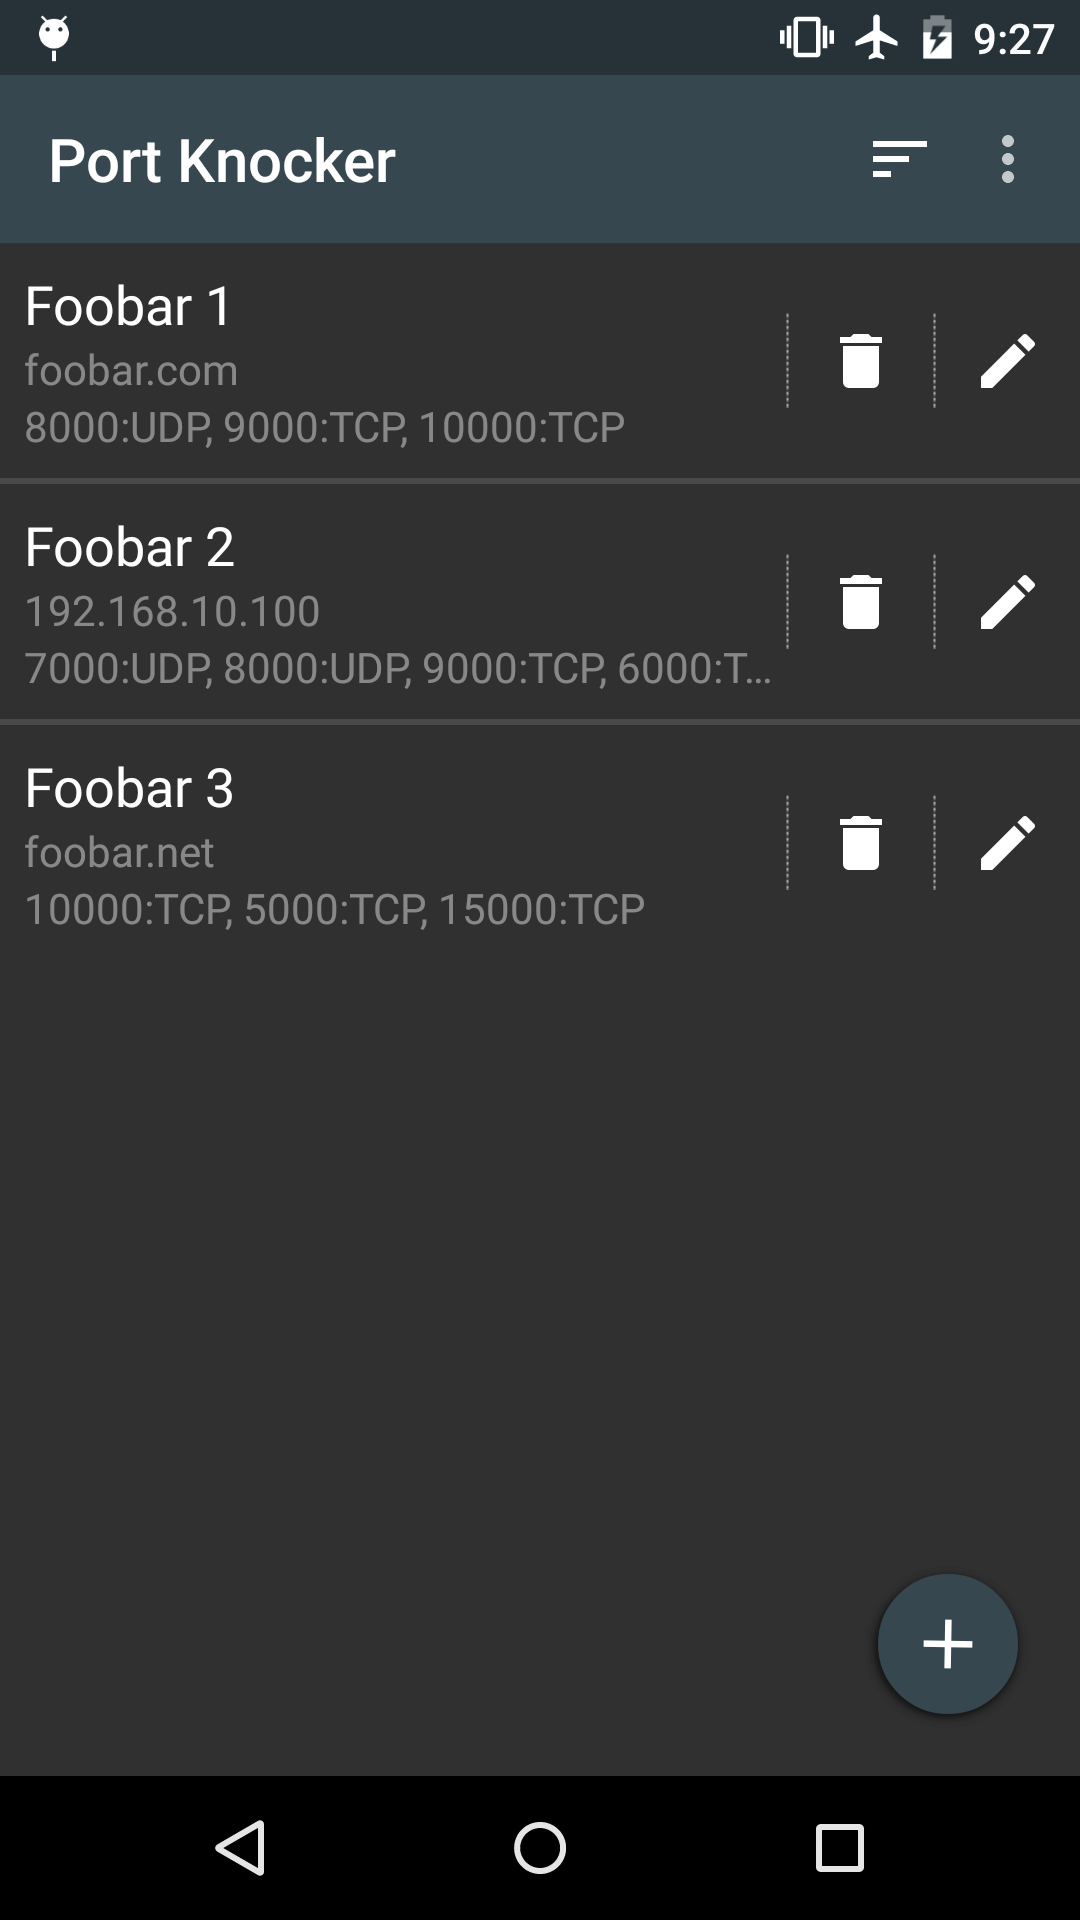 9:27
Port Knocker
Foobar 1
foobar.com
8000:UDP, 9000:TCP, 10000:TCP
Foobar 2
192.168.10.100
7000:UDP, 8000:UDP, 9000:TCP, 6000:T...
Foobar 3
foobar.net
10000:TCP, 5000:TCP, 15000:TCP